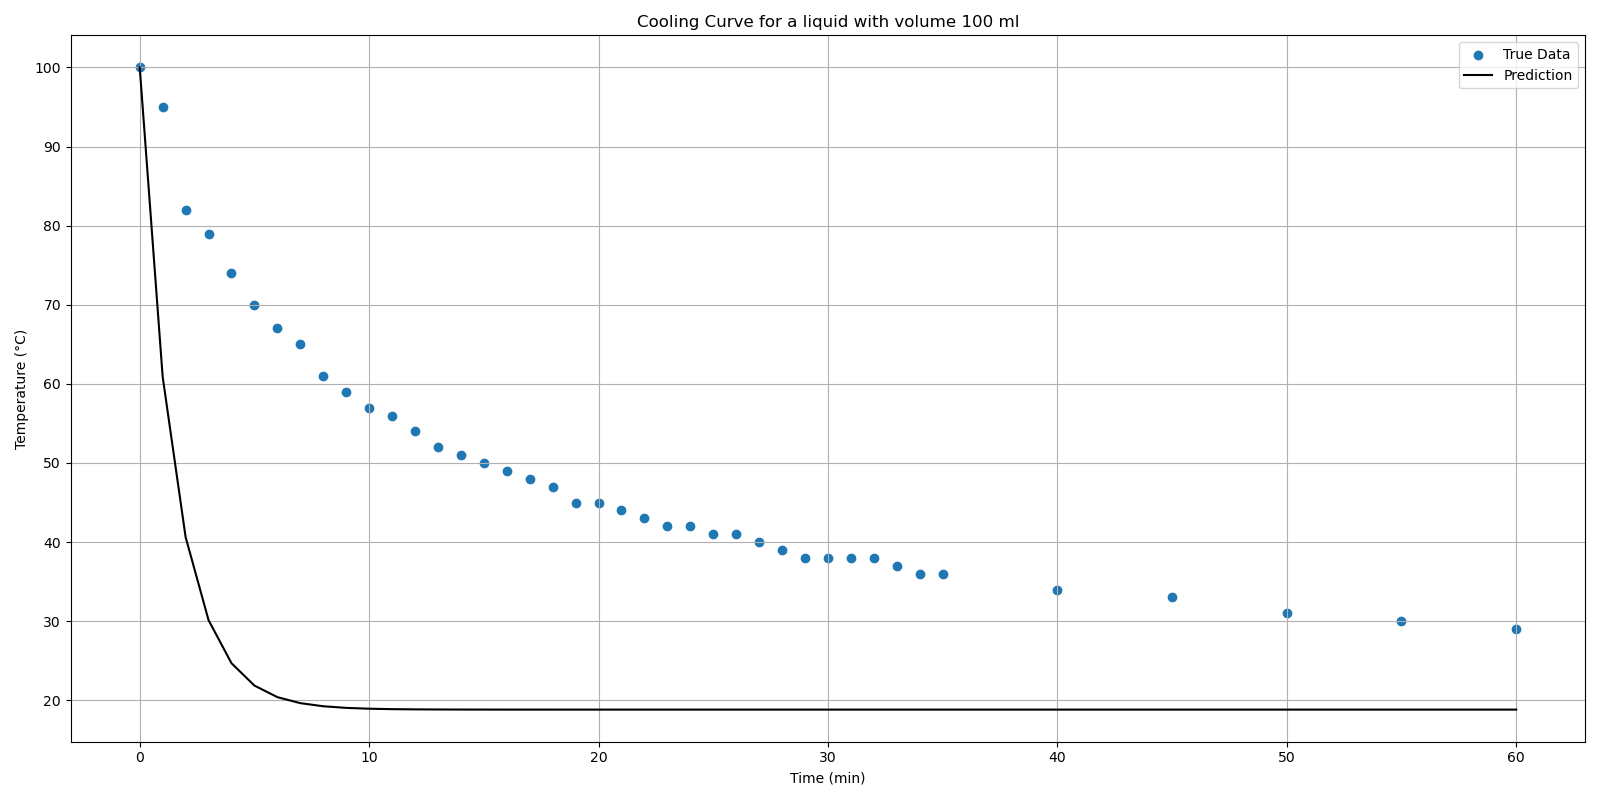 Cooling Curve for a liquid with volume 100 ml
True Data
Prediction
Temperature (°C)
100
90
80
70
60
50
40
30
20
0 10 20 30 40 50 60
Time (min)